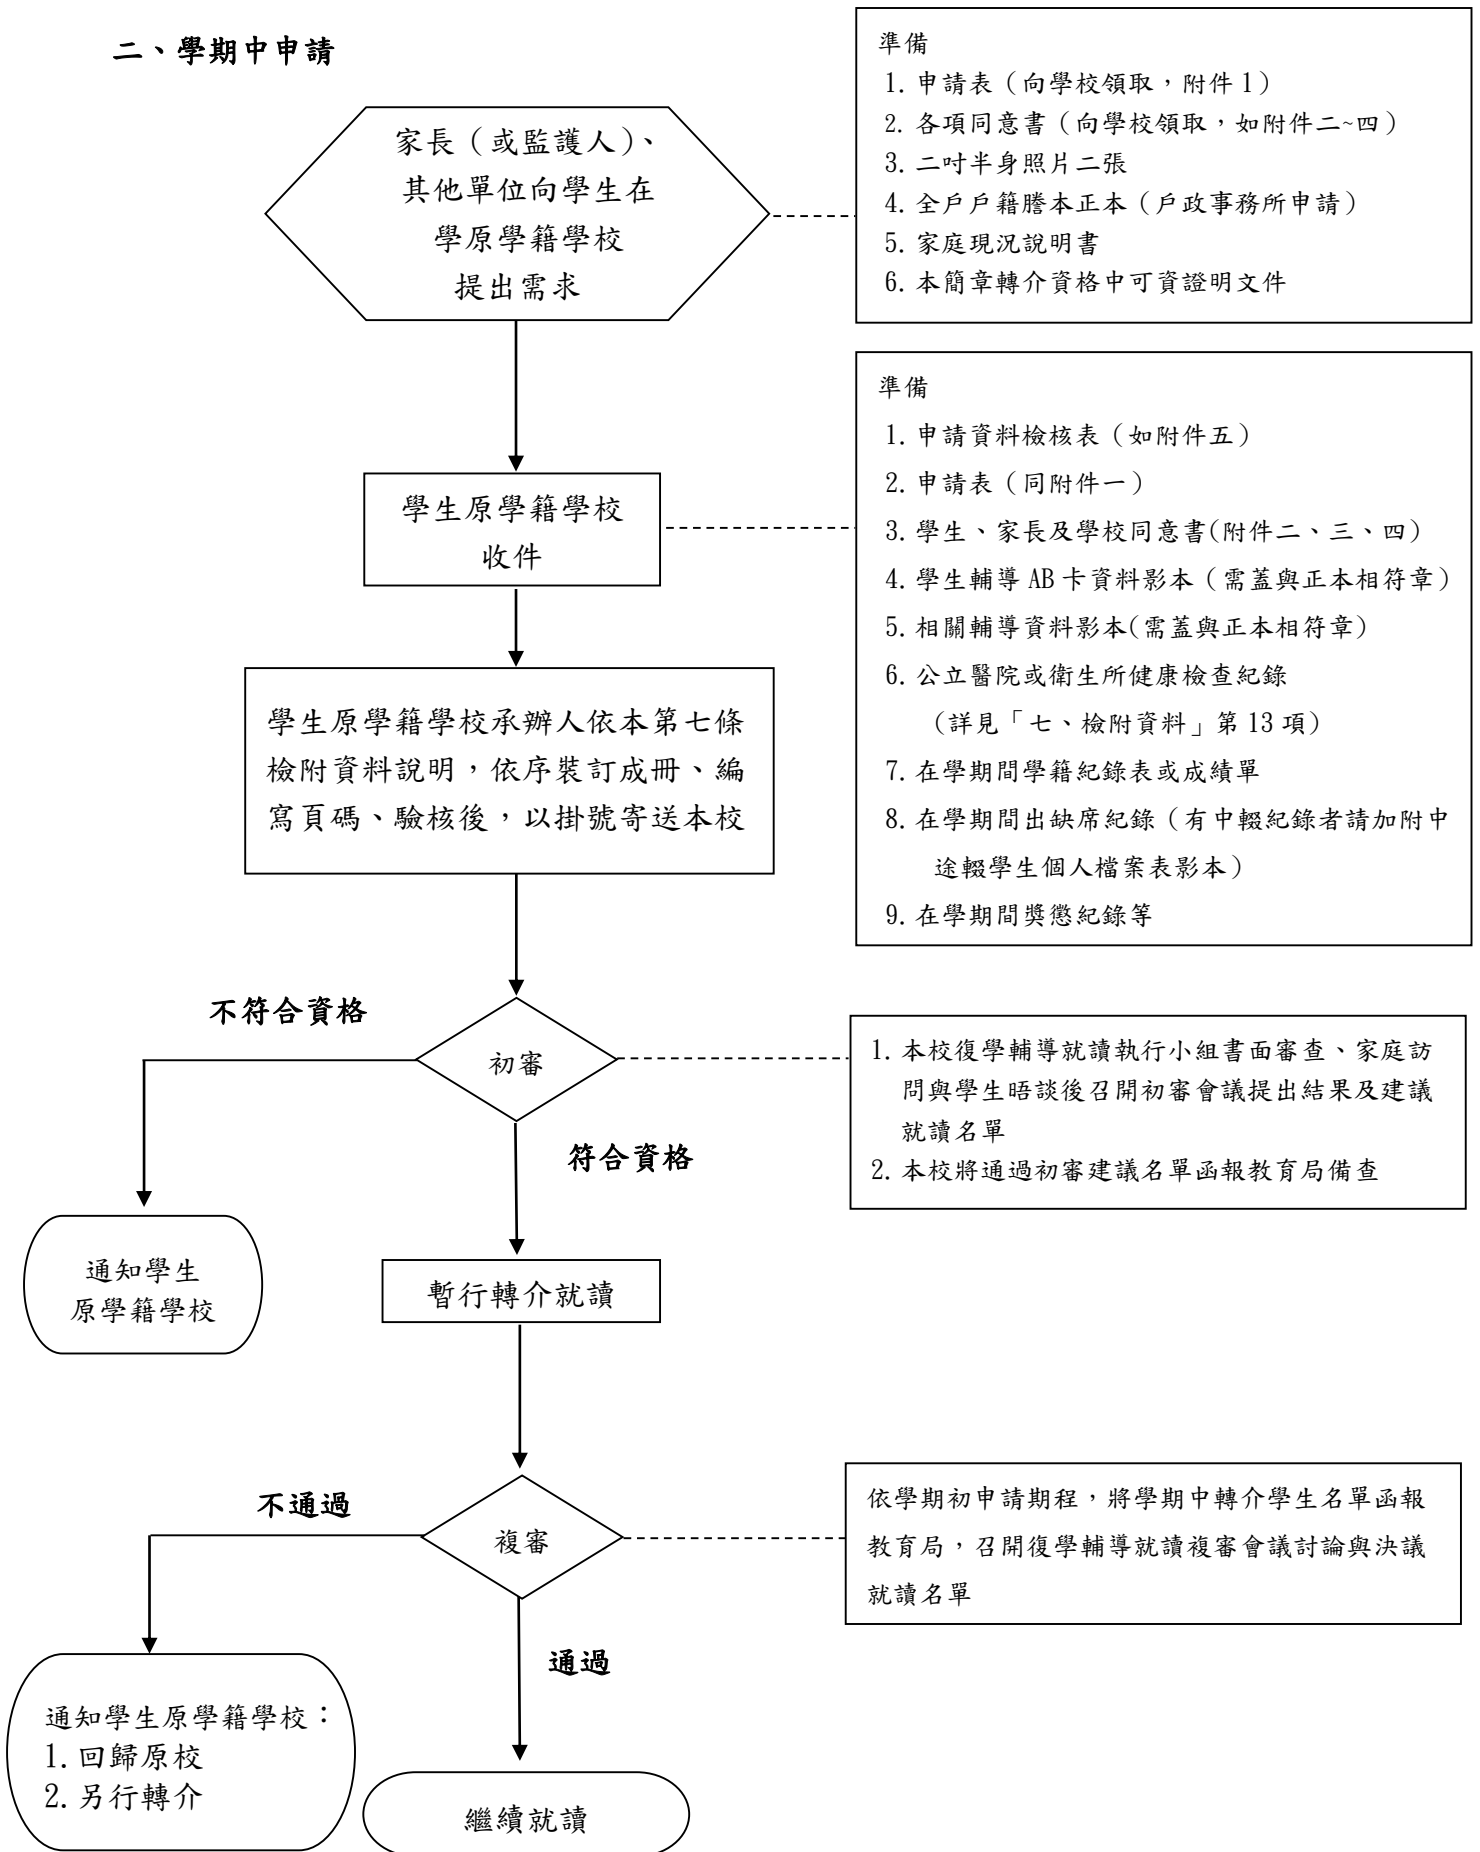 二、學期中申請
家長（或監護人）、
其他單位向學生在
學原學籍學校
提出需求
準備
1. 申請表（向學校領取，附件 1）
2. 各項同意書（向學校領取，如附件二~四）
3. 二吋半身照片二張
4. 全戶戶籍謄本正本（戶政事務所申請）
5. 家庭現況說明書
6. 本簡章轉介資格中可資證明文件
學生原學籍學校
收件
準備
1. 申請資料檢核表（如附件五）
2. 申請表（同附件一）
3. 學生、家長及學校同意書(附件二、三、四）
4. 學生輔導 AB 卡資料影本（需蓋與正本相符章）
5. 相關輔導資料影本(需蓋與正本相符章）
6. 公立醫院或衛生所健康檢查紀錄
（詳見「七、檢附資料」第 13 項）
7. 在學期間學籍紀錄表或成績單
8. 在學期間出缺席紀錄（有中輟紀錄者請加附中
途輟學生個人檔案表影本）
9. 在學期間獎懲紀錄等
學生原學籍學校承辦人依本第七條
檢附資料說明，依序裝訂成冊、編
寫頁碼、驗核後，以掛號寄送本校
不符合資格
初審
符合資格
1. 本校復學輔導就讀執行小組書面審查、家庭訪
問與學生晤談後召開初審會議提出結果及建議
就讀名單
2. 本校將通過初審建議名單函報教育局備查
通知學生
原學籍學校
暫行轉介就讀
不通過
複審
通過
依學期初申請期程，將學期中轉介學生名單函報
教育局，召開復學輔導就讀複審會議討論與決議
就讀名單
通知學生原學籍學校：
1. 回歸原校
2. 另行轉介
繼續就讀